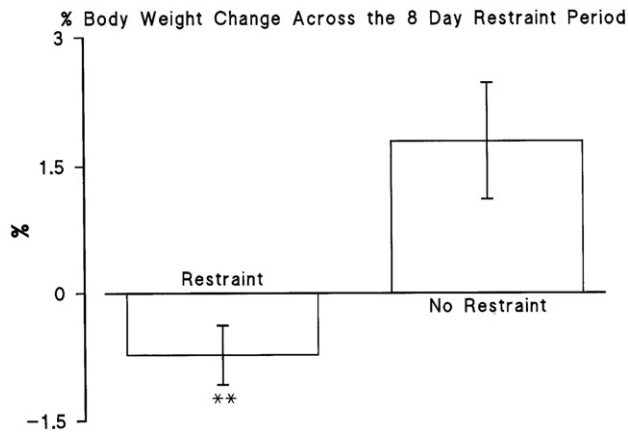 % Body Weight Change Across the 8 Day Restraint Period
3
1.5
%
Restraint
0
No Restraint
**
-1.5